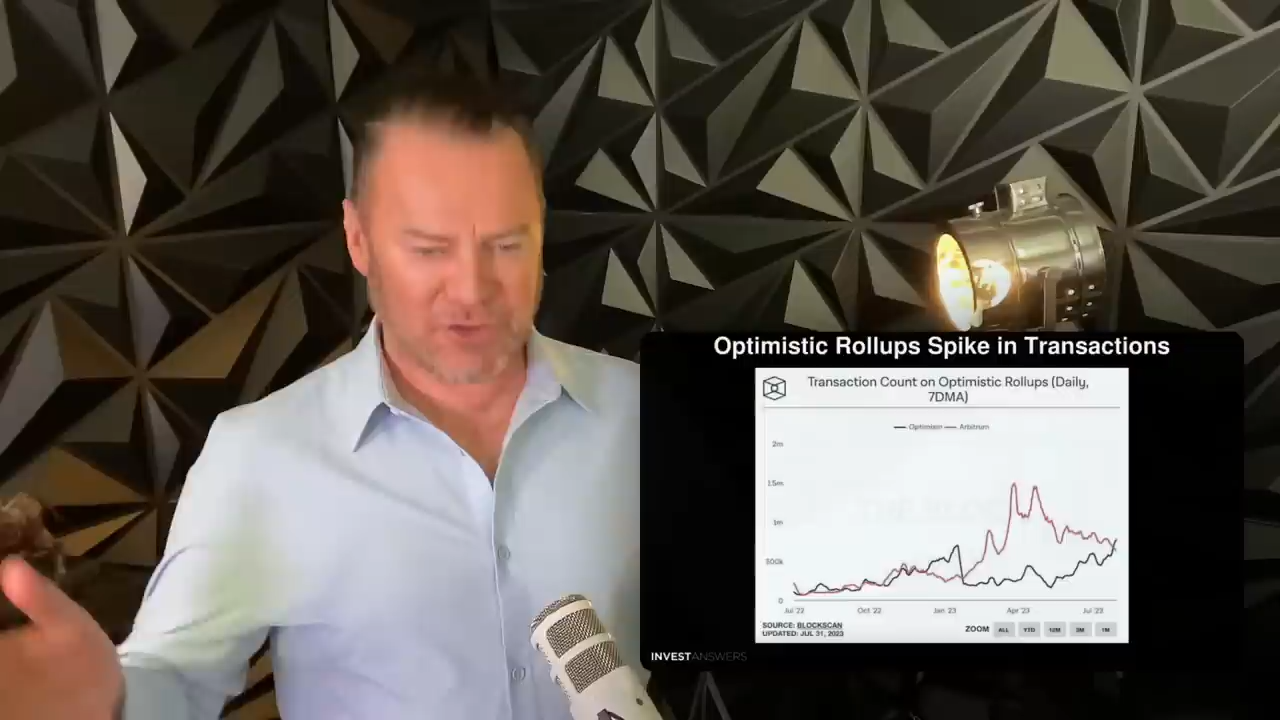 Optimistic Rollups Spike in Transactions
Transaction Count on Optimistic Rollups (Daily,
7DMA)
Optimism Arbitrum
2m
1.5m
1m
500k
0
Jul '22 Oct '22 Jan '23 Apr '23 Jul '23
SOURCE: BLOCKSCAN
UPDATED: JUL 31, 2023
ZOOM ALL YTD 12M 3M 1M
INVESTANSWERS